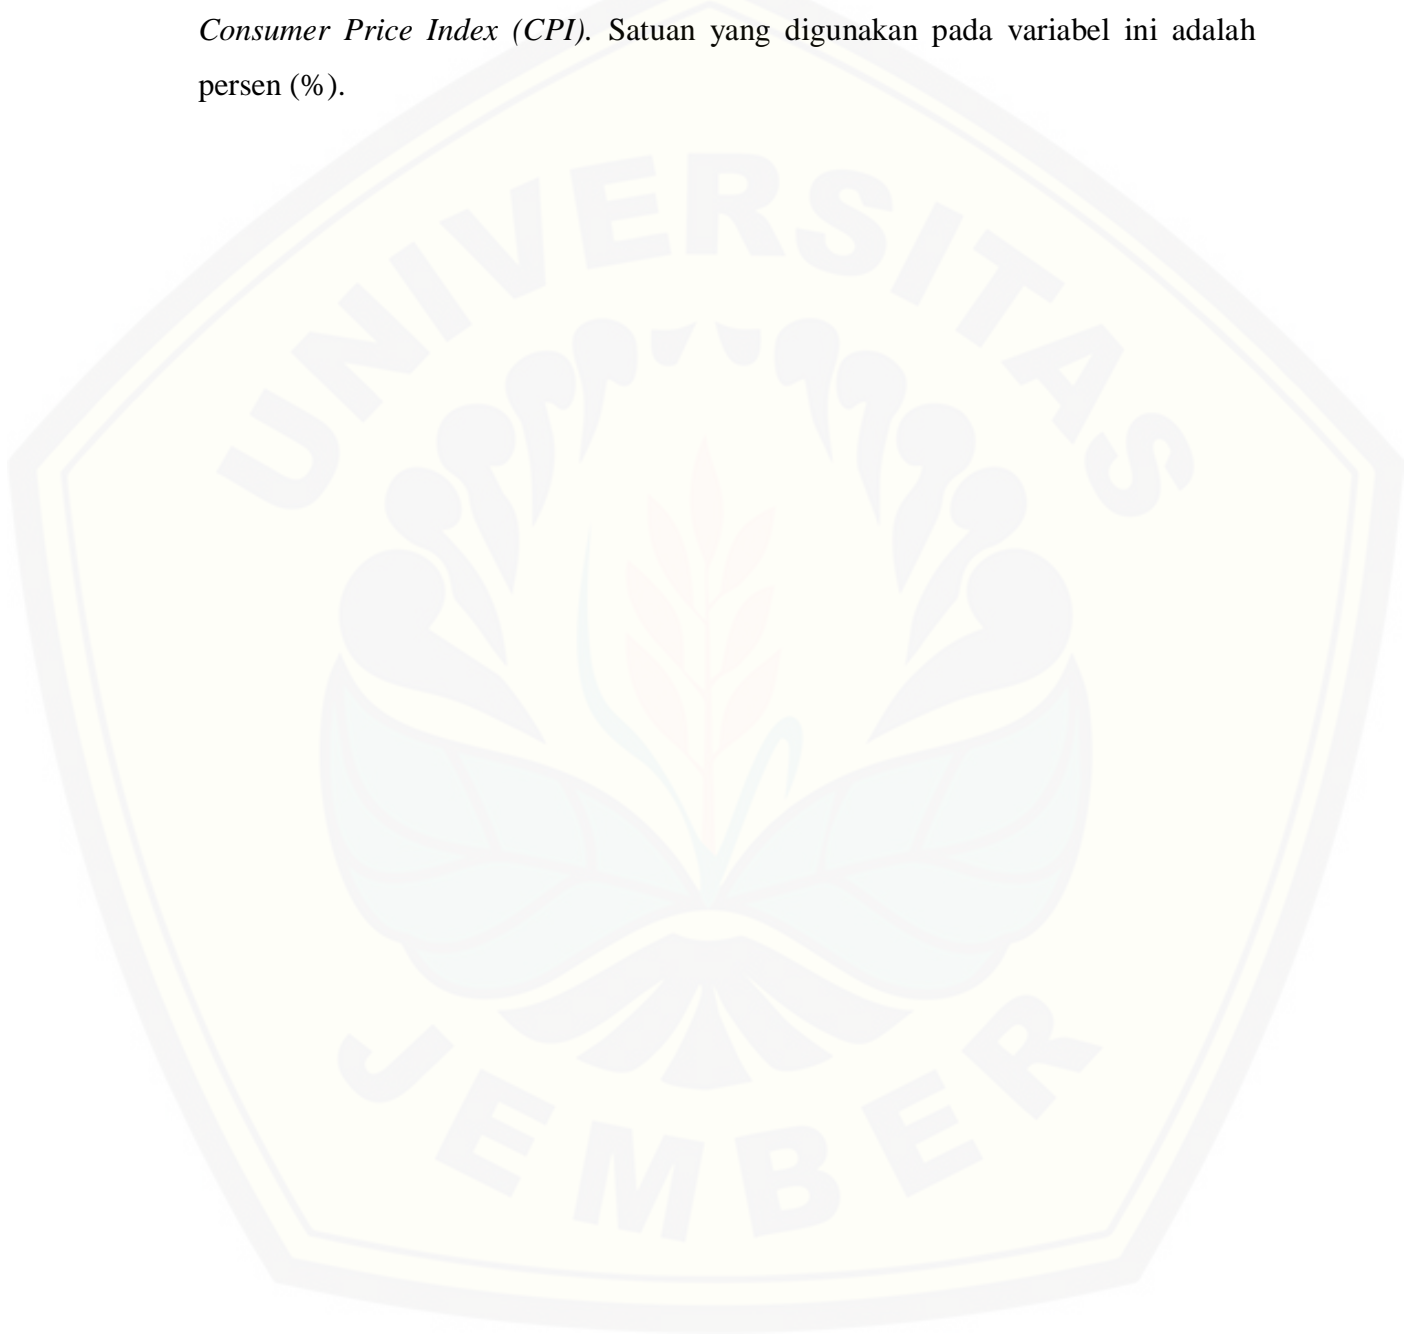 Consumer Price Index (CPI). Satuan yang digunakan pada variabel ini adalah
persen (%).
UNIVERSITAS
JEMBER